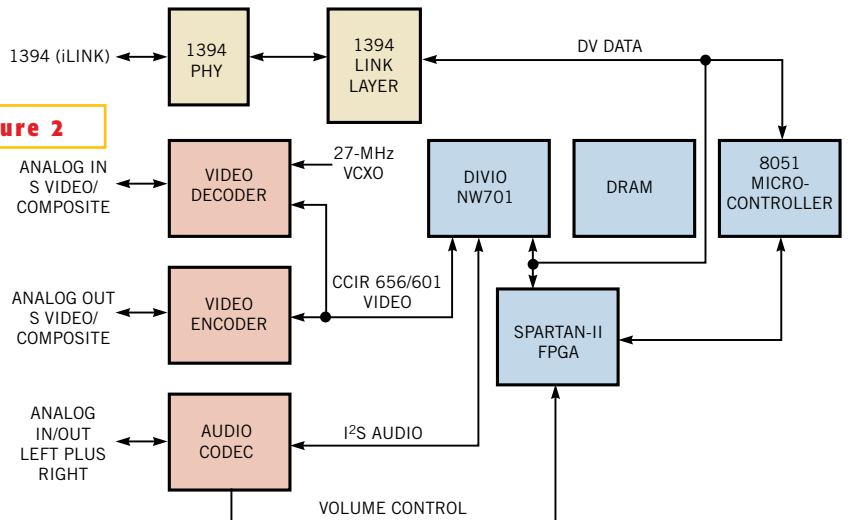 1394 (iLINK)
1394
PHY
1394
LINK
LAYER
DV DATA
ure 2
ANALOG IN
S VIDEO/
COMPOSITE
VIDEO
DECODER
27-MHz
VCXO
DIVIO
NW701
DRAM
8051
MICRO-
CONTROLLER
ANALOG OUT
S VIDEO/
COMPOSITE
VIDEO
ENCODER
CCIR 656/601
VIDEO
SPARTAN-II
FPGA
ANALOG
IN/OUT
LEFT PLUS
RIGHT
AUDIO
CODEC
I²S AUDIO
VOLUME CONTROL